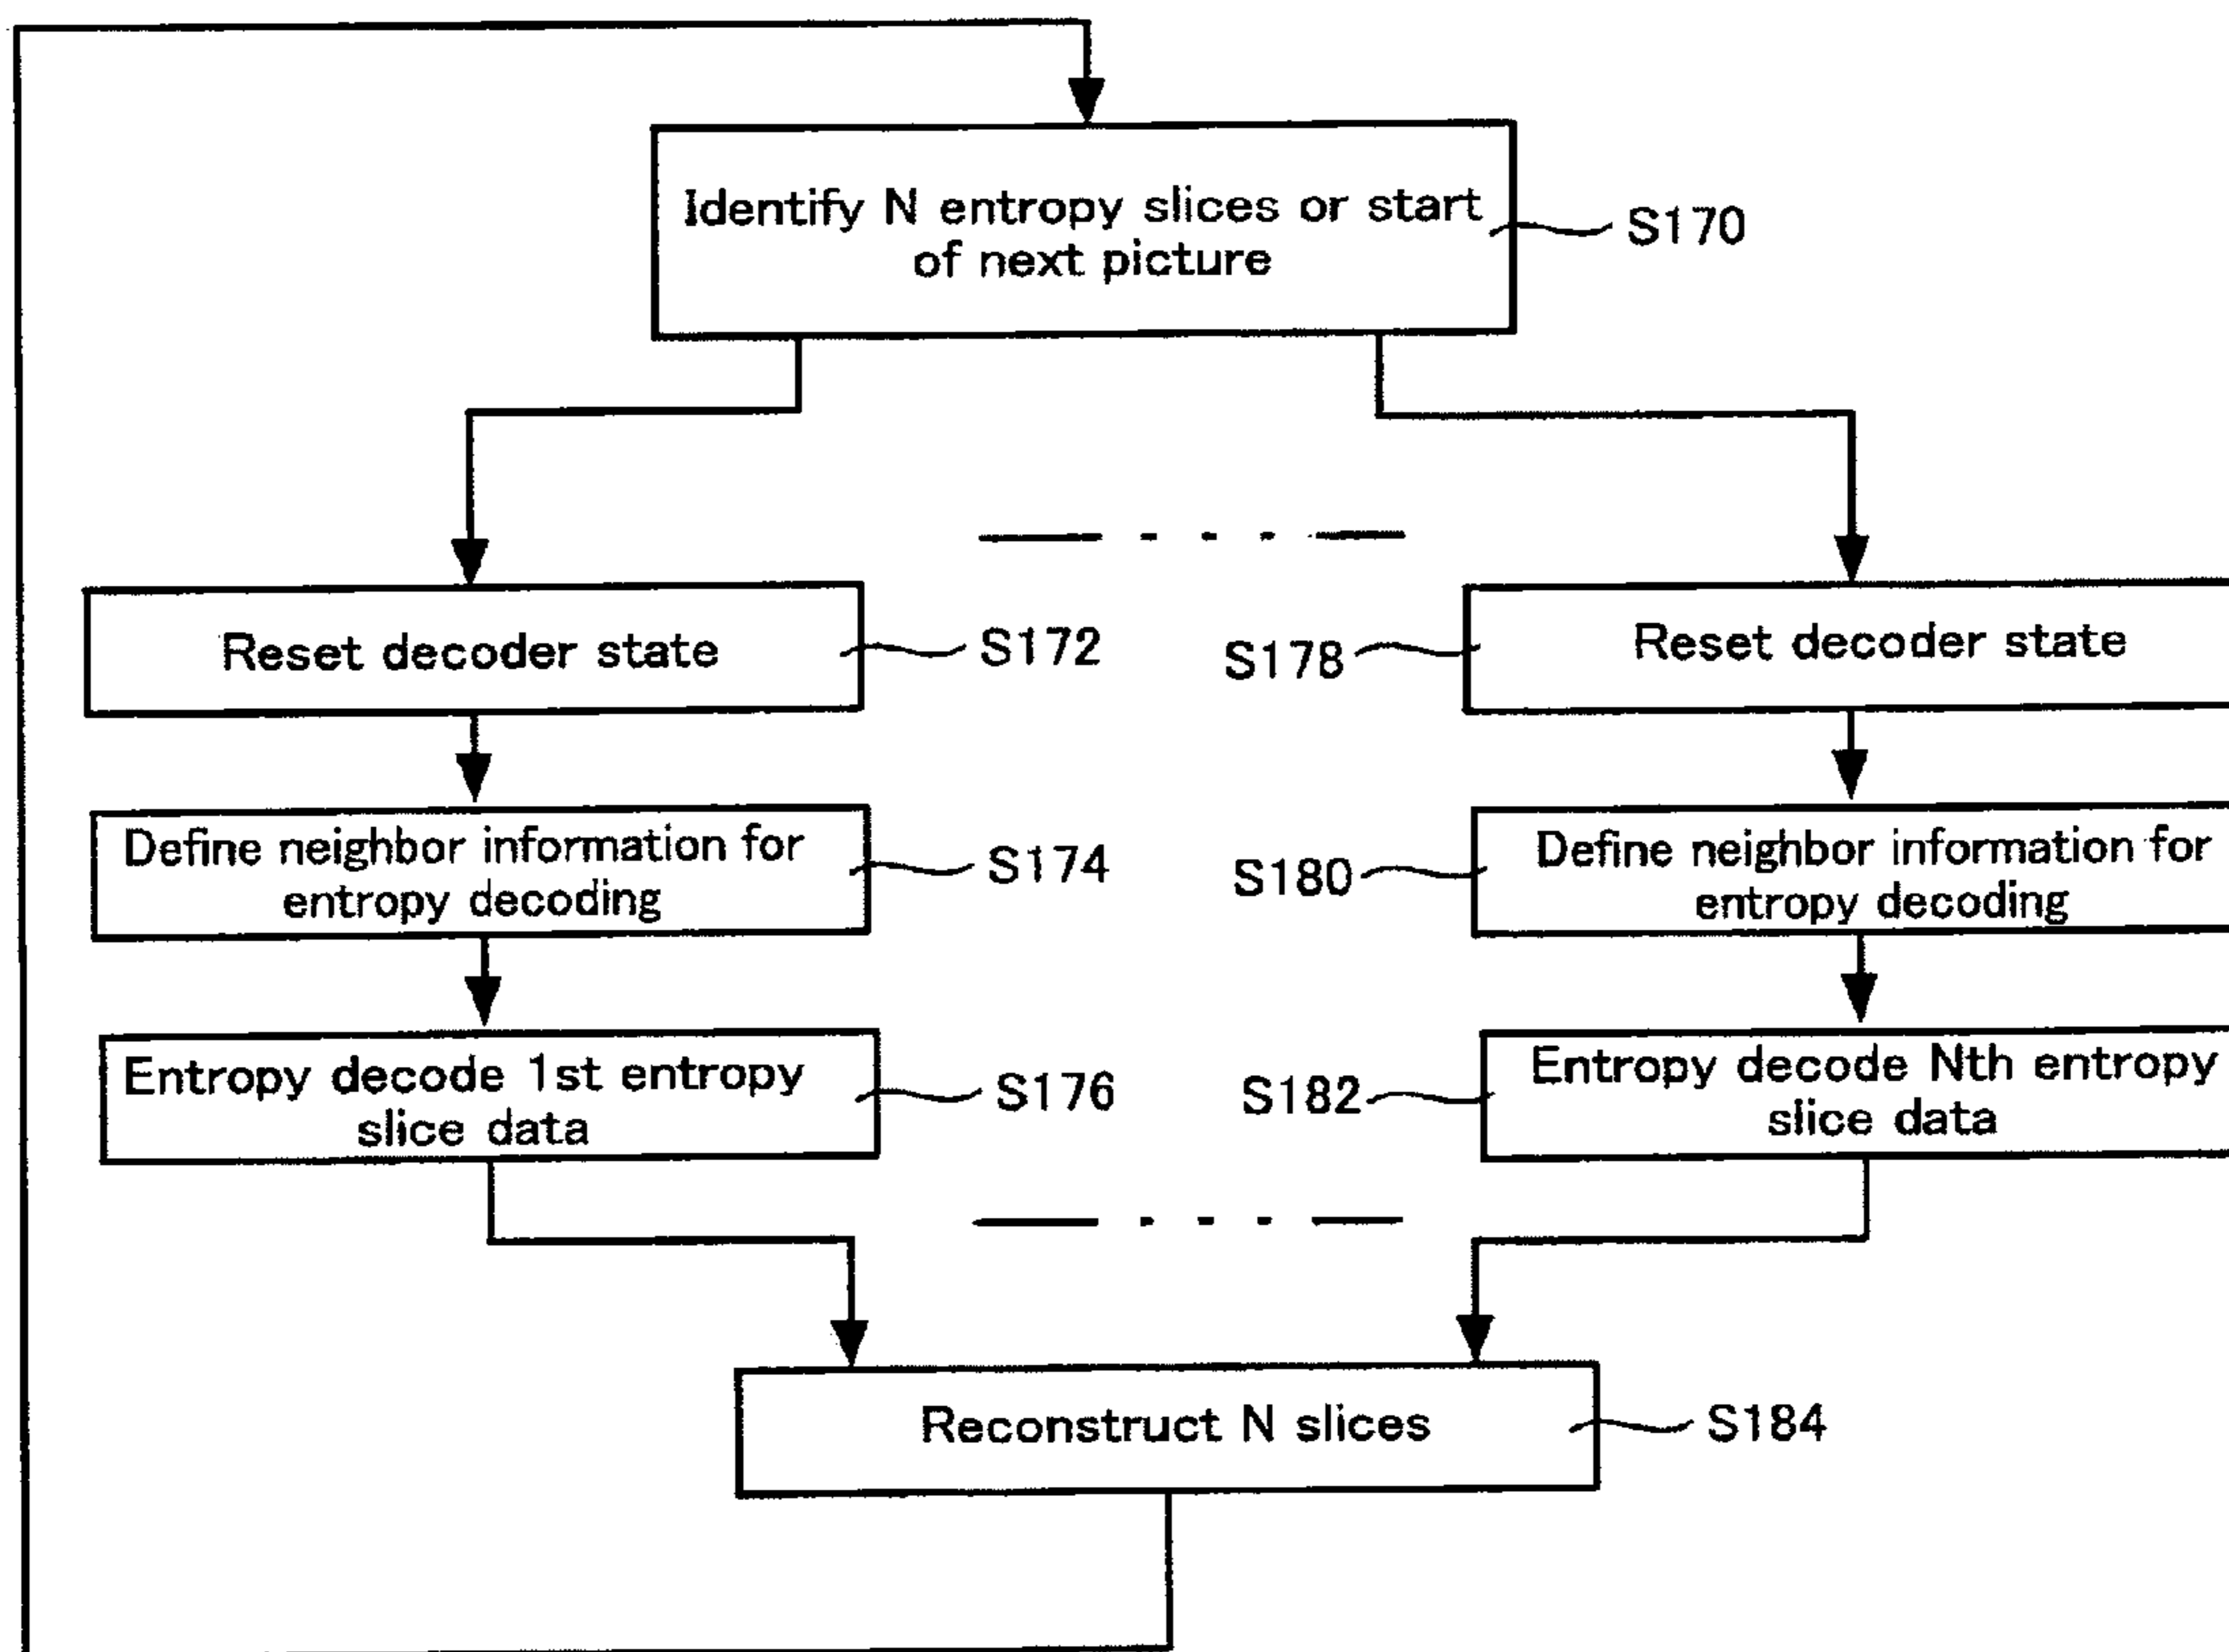 Identify N entropy slices or start
of next picture
S170
Reset decoder state
S172
S178
Reset decoder state
Define neighbor information for
entropy decoding
S174
S180
Define neighbor information for
entropy decoding
Entropy decode 1st entropy
slice data
S176
S182
Entropy decode Nth entropy
slice data
Reconstruct N slices
S184